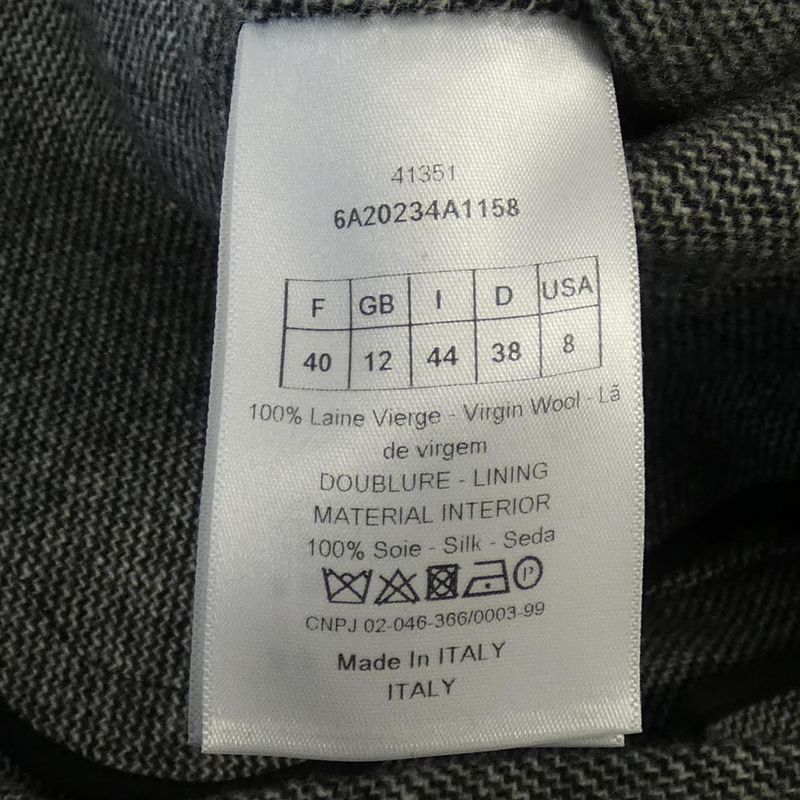 41351
6A20234A1158
F GB I D USA
40 12 44 38 8
100% Laine Vierge - Virgin Wool - Lã
de virgem
DOUBLURE - LINING
MATERIAL INTERIOR
100% Soie - Silk - Seda
P
CNPJ 02-046-366/0003-99
Made In ITALY
ITALY